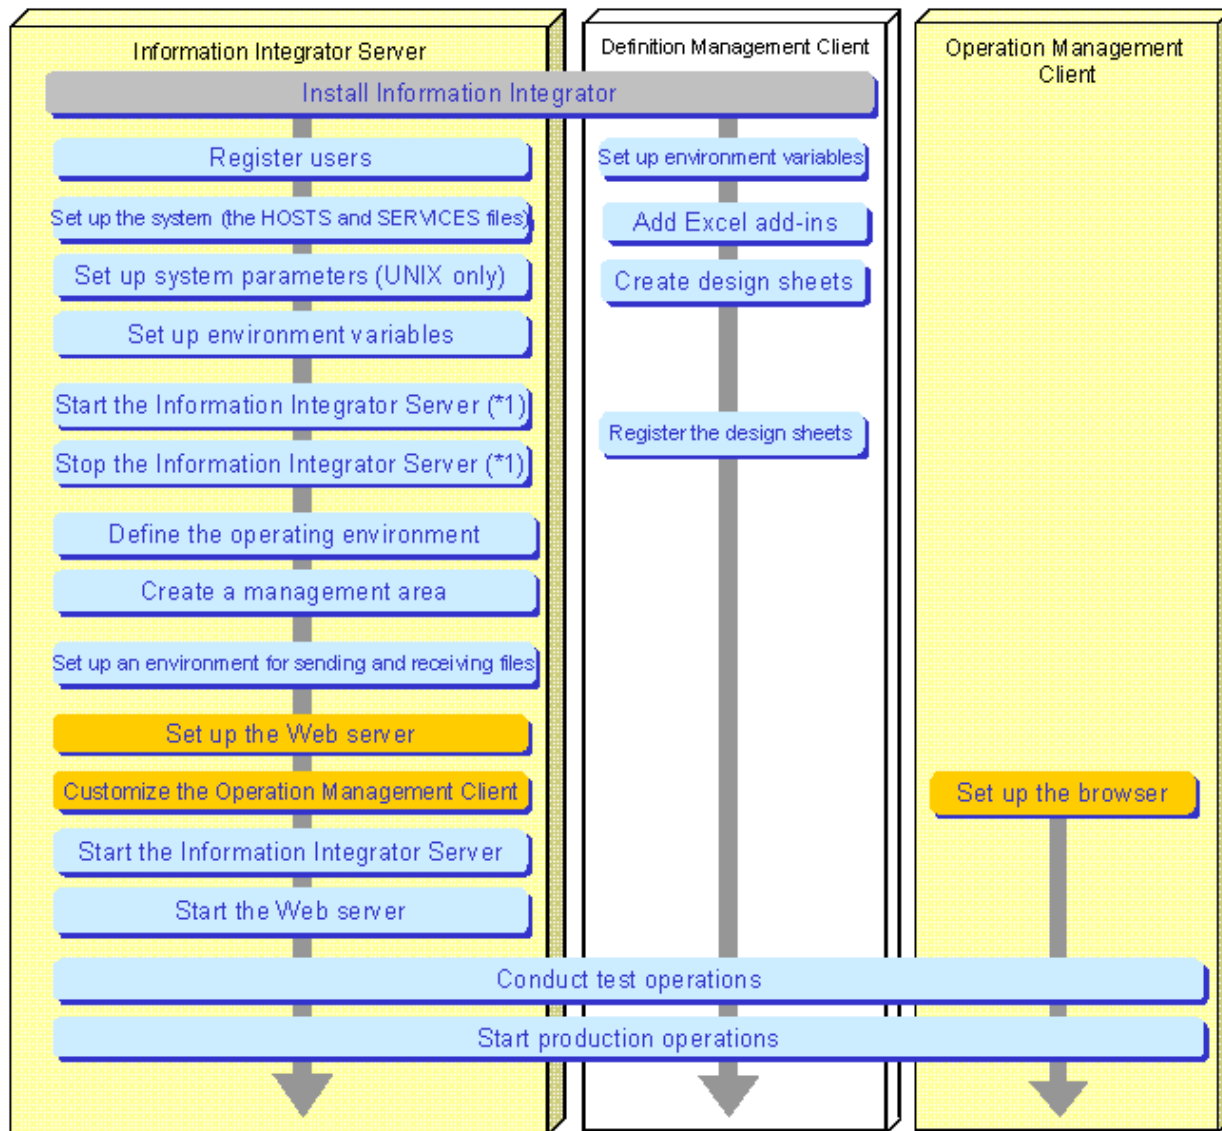 Information Integrator Server
Definition Management Client
Operation Management
Client
Install Information Integrator
Register users
Set up the system (the HOSTS and SERVICES files)
Set up system parameters (UNIX only)
Set up environment variables
Start the Information Integrator Server (*1)
Stop the Information Integrator Server (*1)
Define the operating environment
Create a management area
Set up an environment for sending and receiving files
Set up the Web server
Customize the Operation Management Client
Start the Information Integrator Server
Start the Web server
Set up environment variables
Add Excel add-ins
Create design sheets
Register the design sheets
Set up the browser
Conduct test operations
Start production operations